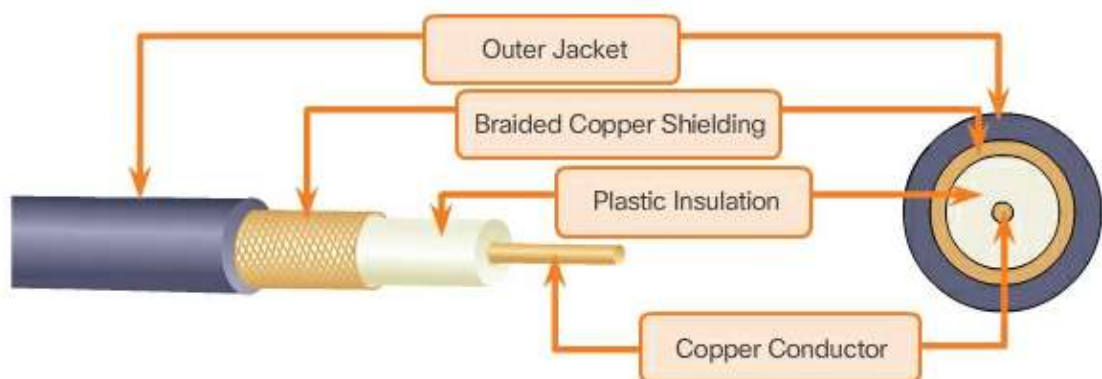 Outer Jacket
Braided Copper Shielding
Plastic Insulation
Copper Conductor